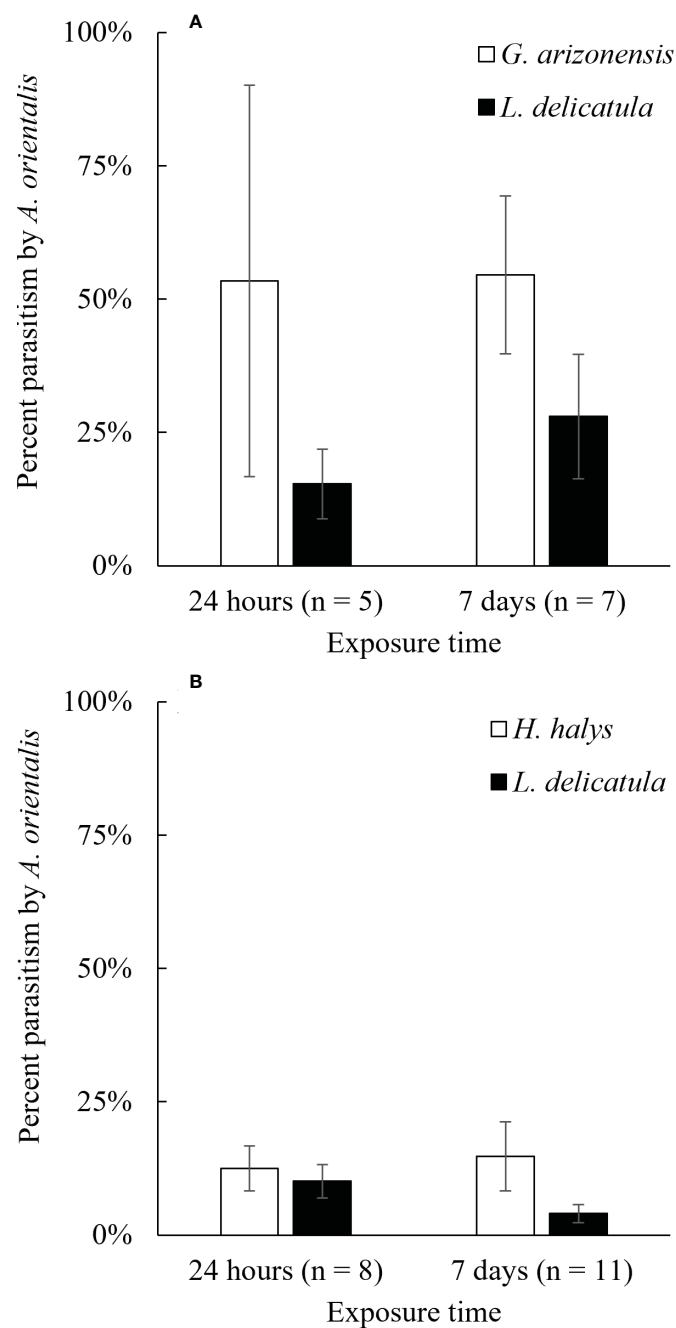 A
100%
75%
50%
25%
0%
Percent parasitism by A. orientalis
G. arizonensis
L. delicatula
24 hours (n = 5)
7 days (n = 7)
Exposure time
B
100%
75%
50%
25%
0%
Percent parasitism by A. orientalis
H. halys
L. delicatula
24 hours (n = 8)
7 days (n = 11)
Exposure time